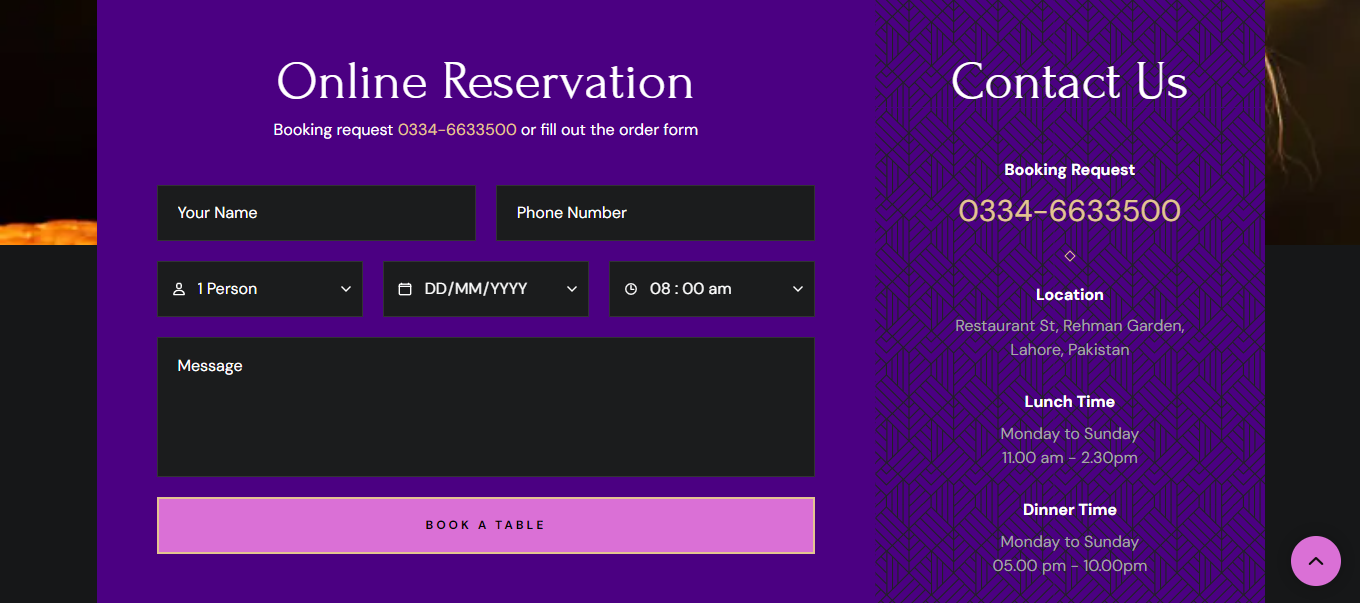 Online Reservation
Booking request 0334-6633500 or fill out the order form
Your Name
Phone Number
1 Person
DD/MM/YYYY
08 : 00 am
Message
BOOK A TABLE
Contact Us
Booking Request
0334-6633500
Location
Restaurant St, Rehman Garden,
Lahore, Pakistan
Lunch Time
Monday to Sunday
11.00 am - 2.30pm
Dinner Time
Monday to Sunday
05.00 pm - 10.00pm